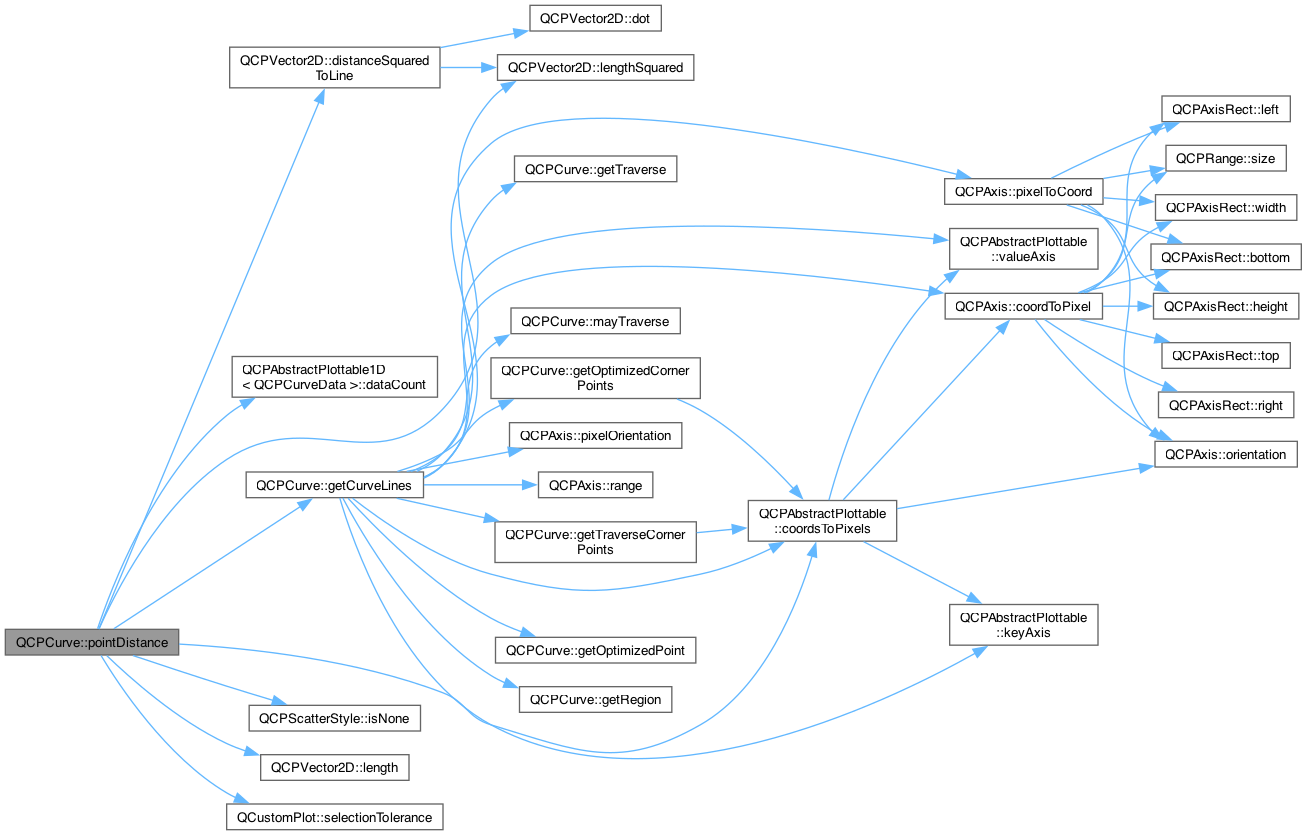 QCPVector2D::dot
QCPVector2D::distanceSquared
ToLine
QCPVector2D::lengthSquared
QCPAxisRect::left
QCPRange::size
QCPCurve::getTraverse
QCPAxis::pixelToCoord
QCPAxisRect::width
QCPAbstractPlottable
::valueAxis
QCPAxisRect::bottom
QCPAxis::coordToPixel
QCPAxisRect::height
QCPCurve::mayTraverse
QCPAxisRect::top
QCPAbstractPlottable1D
< QCPCurveData >::dataCount
QCPCurve::getOptimizedCorner
Points
QCPAxisRect::right
QCPAxis::pixelOrientation
QCPAxis::orientation
QCPCurve::getCurveLines
QCPAxis::range
QCPAbstractPlottable
::coordsToPixels
QCPCurve::getTraverseCorner
Points
QCPAbstractPlottable
::keyAxis
QCPCurve::pointDistance
QCPCurve::getOptimizedPoint
QCPCurve::getRegion
QCPScatterStyle::isNone
QCPVector2D::length
QCustomPlot::selectionTolerance